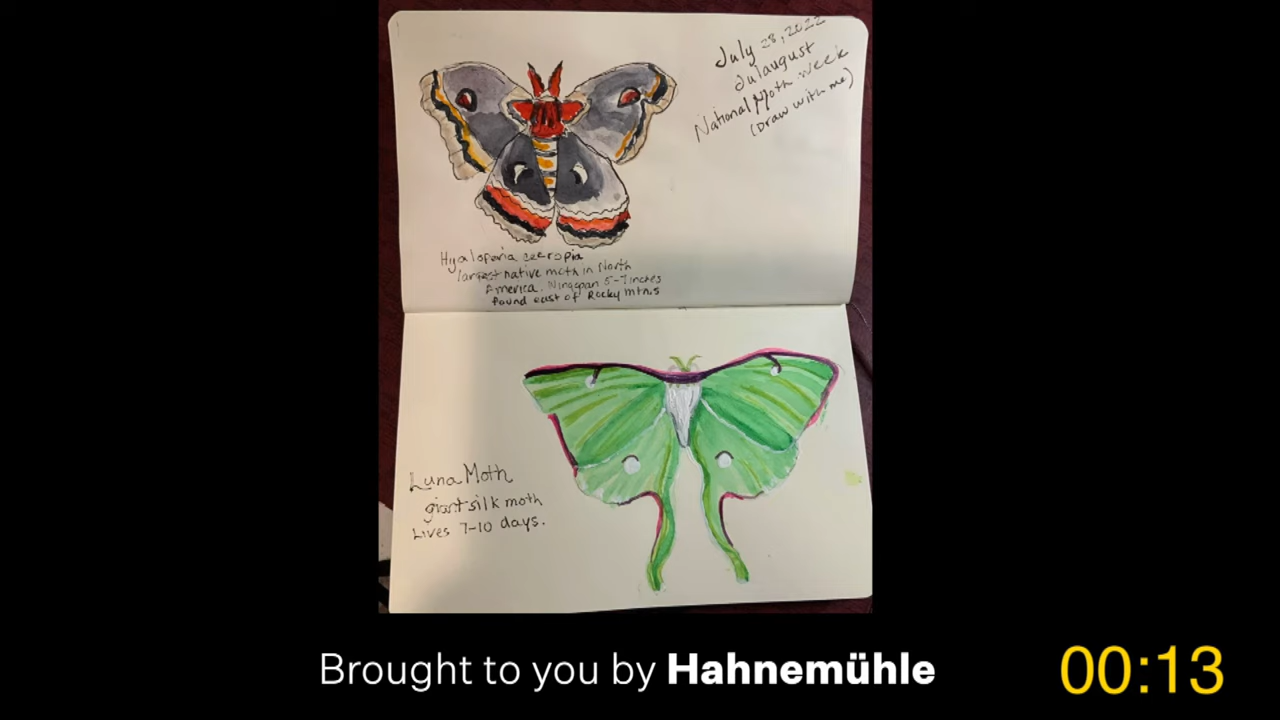 July 28, 2022
Julaugust
National Moth Week
(Draw with me)
Hyalophria cecropia
largest native moth in North
America. Wingspan 5-7 inches
found east of Rocky Mtn.s
Luna Moth
giant silk moth
Lives 7-10 days.
Brought to you by Hahnemühle
00:13